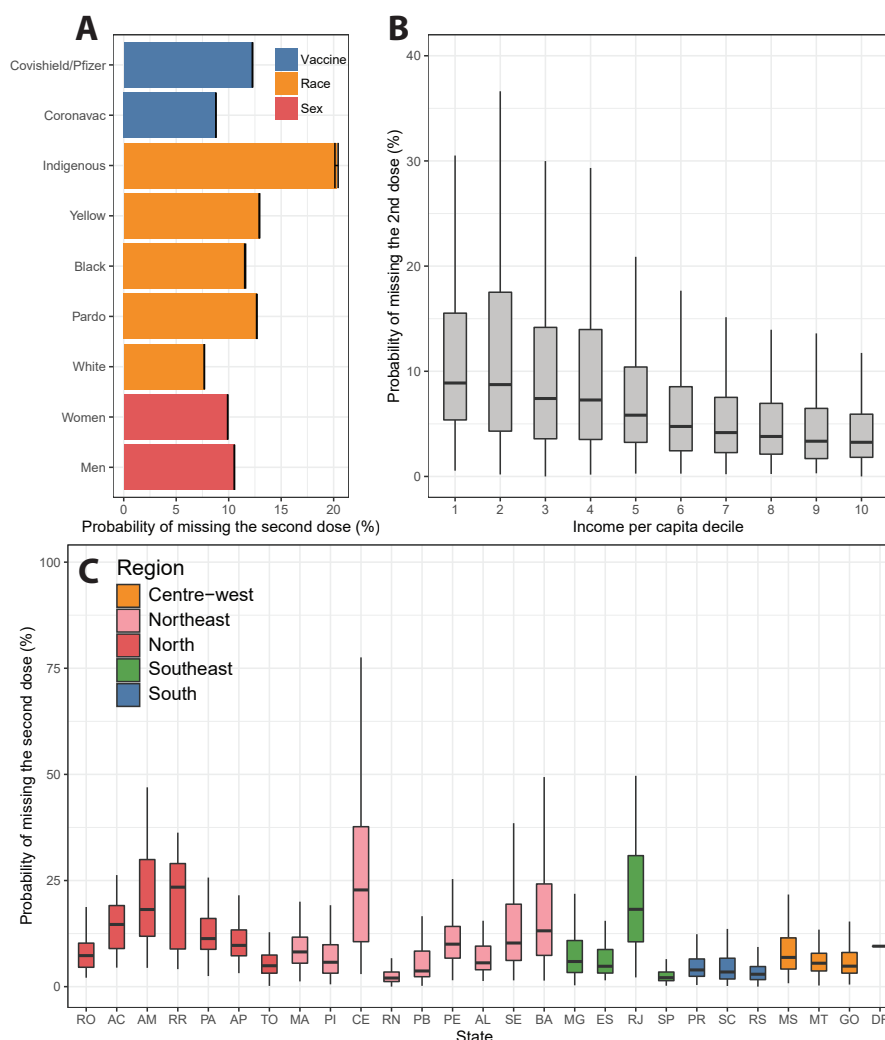 A
Covishield/Pfizer
Coronavac
Indigenous
Yellow
Black
Pardo
White
Women
Men
Vaccine
Race
Sex
0 5 10 15 20
Probability of missing the second dose (%)
B
Probability of missing the 2nd dose (%)
40
30
20
10
0
1 2 3 4 5 6 7 8 9 10
Income per capita decile
C
Probability of missing the second dose (%)
100
75
50
25
0
Region
Centre−west
Northeast
North
Southeast
South
RO AC AM RR PA AP TO MA PI CE RN PB PE AL SE BA MG ES RJ SP PR SC RS MS MT GO DF
State